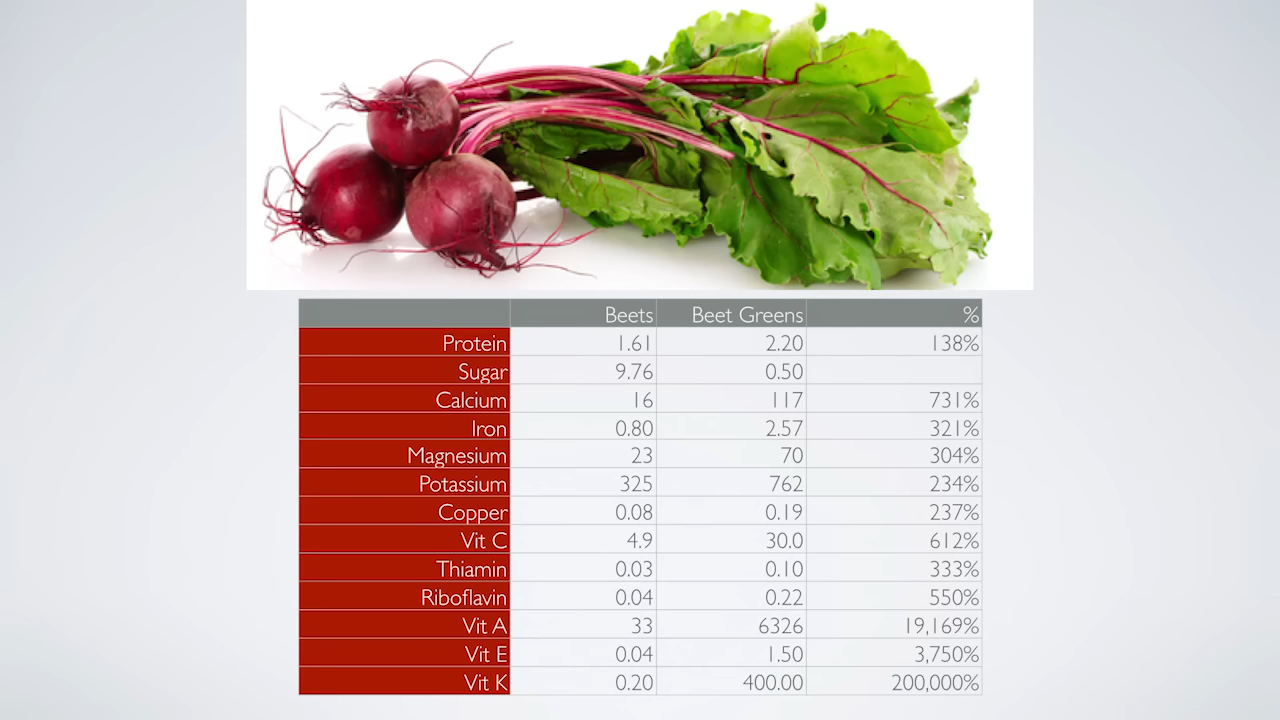 Beets Beet Greens %
Protein 1.61 2.20 138%
Sugar 9.76 0.50
Calcium 16 117 731%
Iron 0.80 2.57 321%
Magnesium 23 70 304%
Potassium 325 762 234%
Copper 0.08 0.19 237%
Vit C 4.9 30.0 612%
Thiamin 0.03 0.10 333%
Riboflavin 0.04 0.22 550%
Vit A 33 6326 19,169%
Vit E 0.04 1.50 3,750%
Vit K 0.20 400.00 200,000%